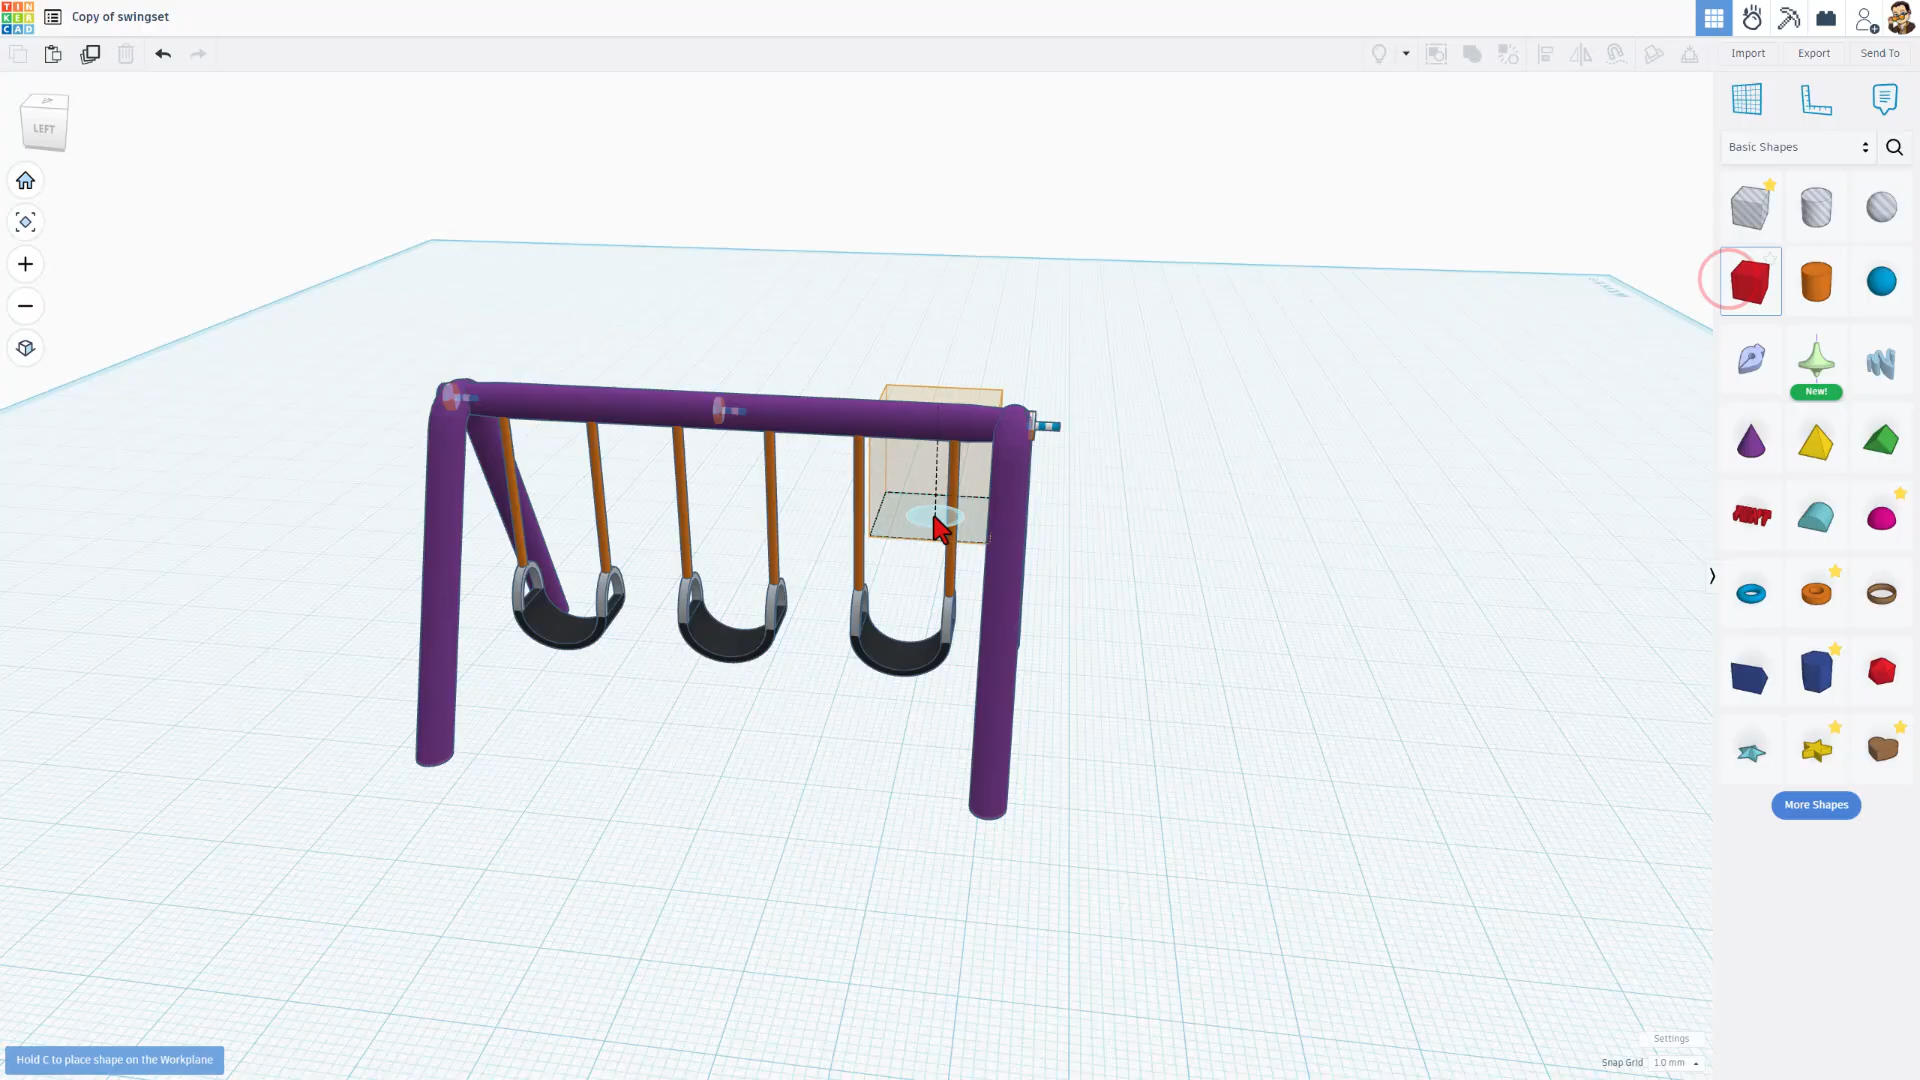 TIN
KER
CAD
Copy of swingset
Import
Export
Send To
LEFT
Basic Shapes
New!
TEXT
More Shapes
Settings
Snap Grid 1.0 mm
Hold C to place shape on the Workplane